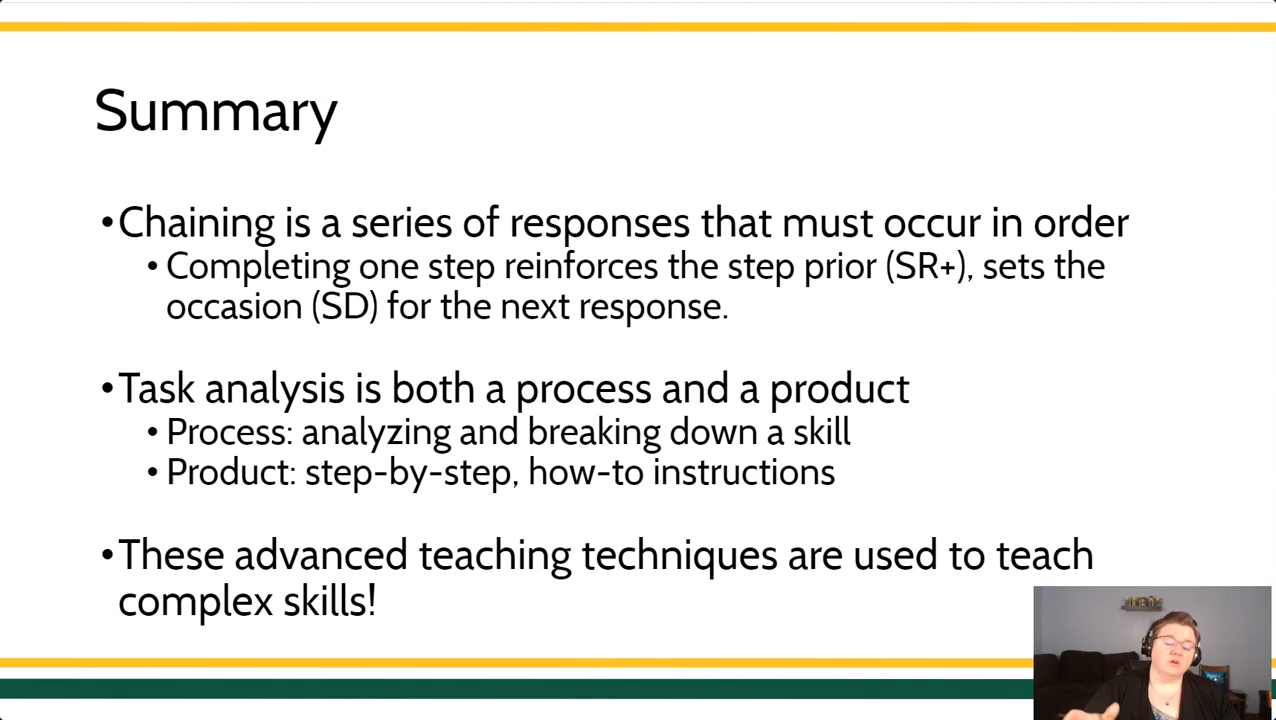 Summary
•Chaining is a series of responses that must occur in order
• Completing one step reinforces the step prior (SR+), sets the
occasion (SD) for the next response.
•Task analysis is both a process and a product
• Process: analyzing and breaking down a skill
• Product: step-by-step, how-to instructions
•These advanced teaching techniques are used to teach
complex skills!